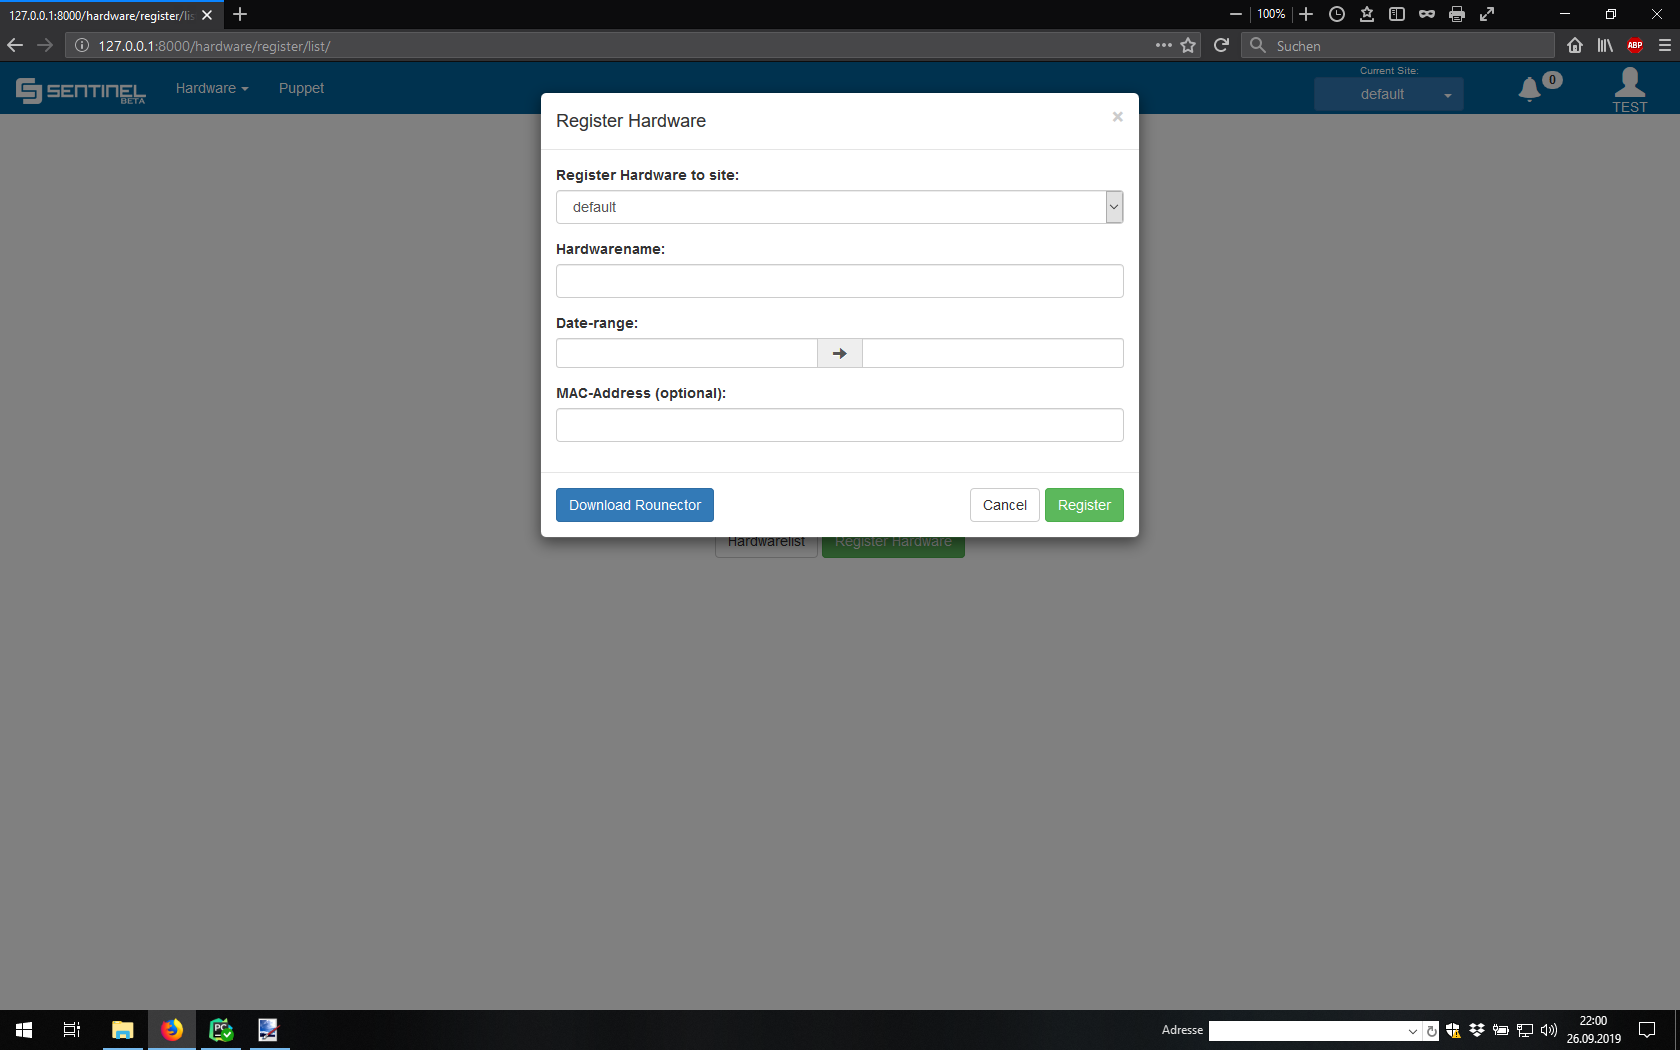 127.0.0.1:8000/hardware/register/lis
100%
127.0.0.1:8000/hardware/register/list/
Suchen
ABP
SENTINEL
BETA
Hardware
Puppet
Current Site:
default
0
TEST
Register Hardware
×
Register Hardware to site:
default
Hardwarename:
Date-range:
MAC-Address (optional):
Download Rounector
Cancel
Register
Hardwarelist
Register Hardware
PC
Adresse
22:00
26.09.2019